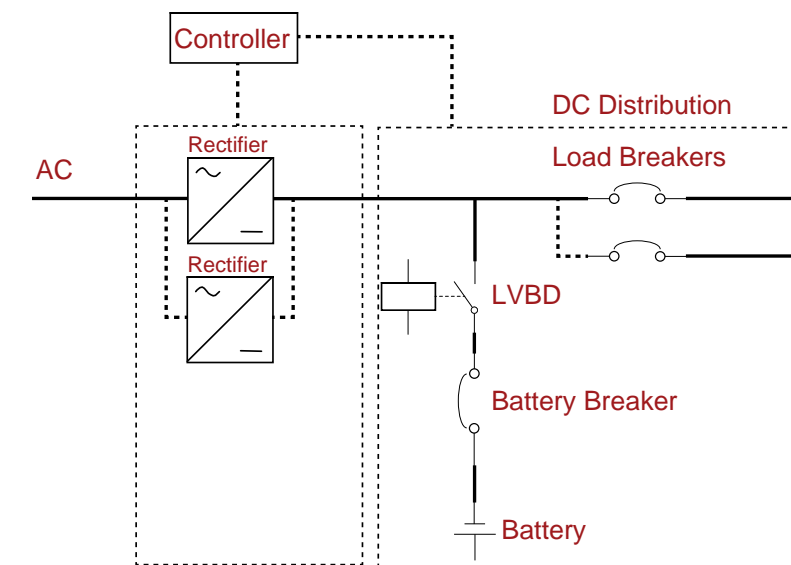 Controller
DC Distribution
Rectifier
Load Breakers
AC
Rectifier
LVBD
Battery Breaker
Battery